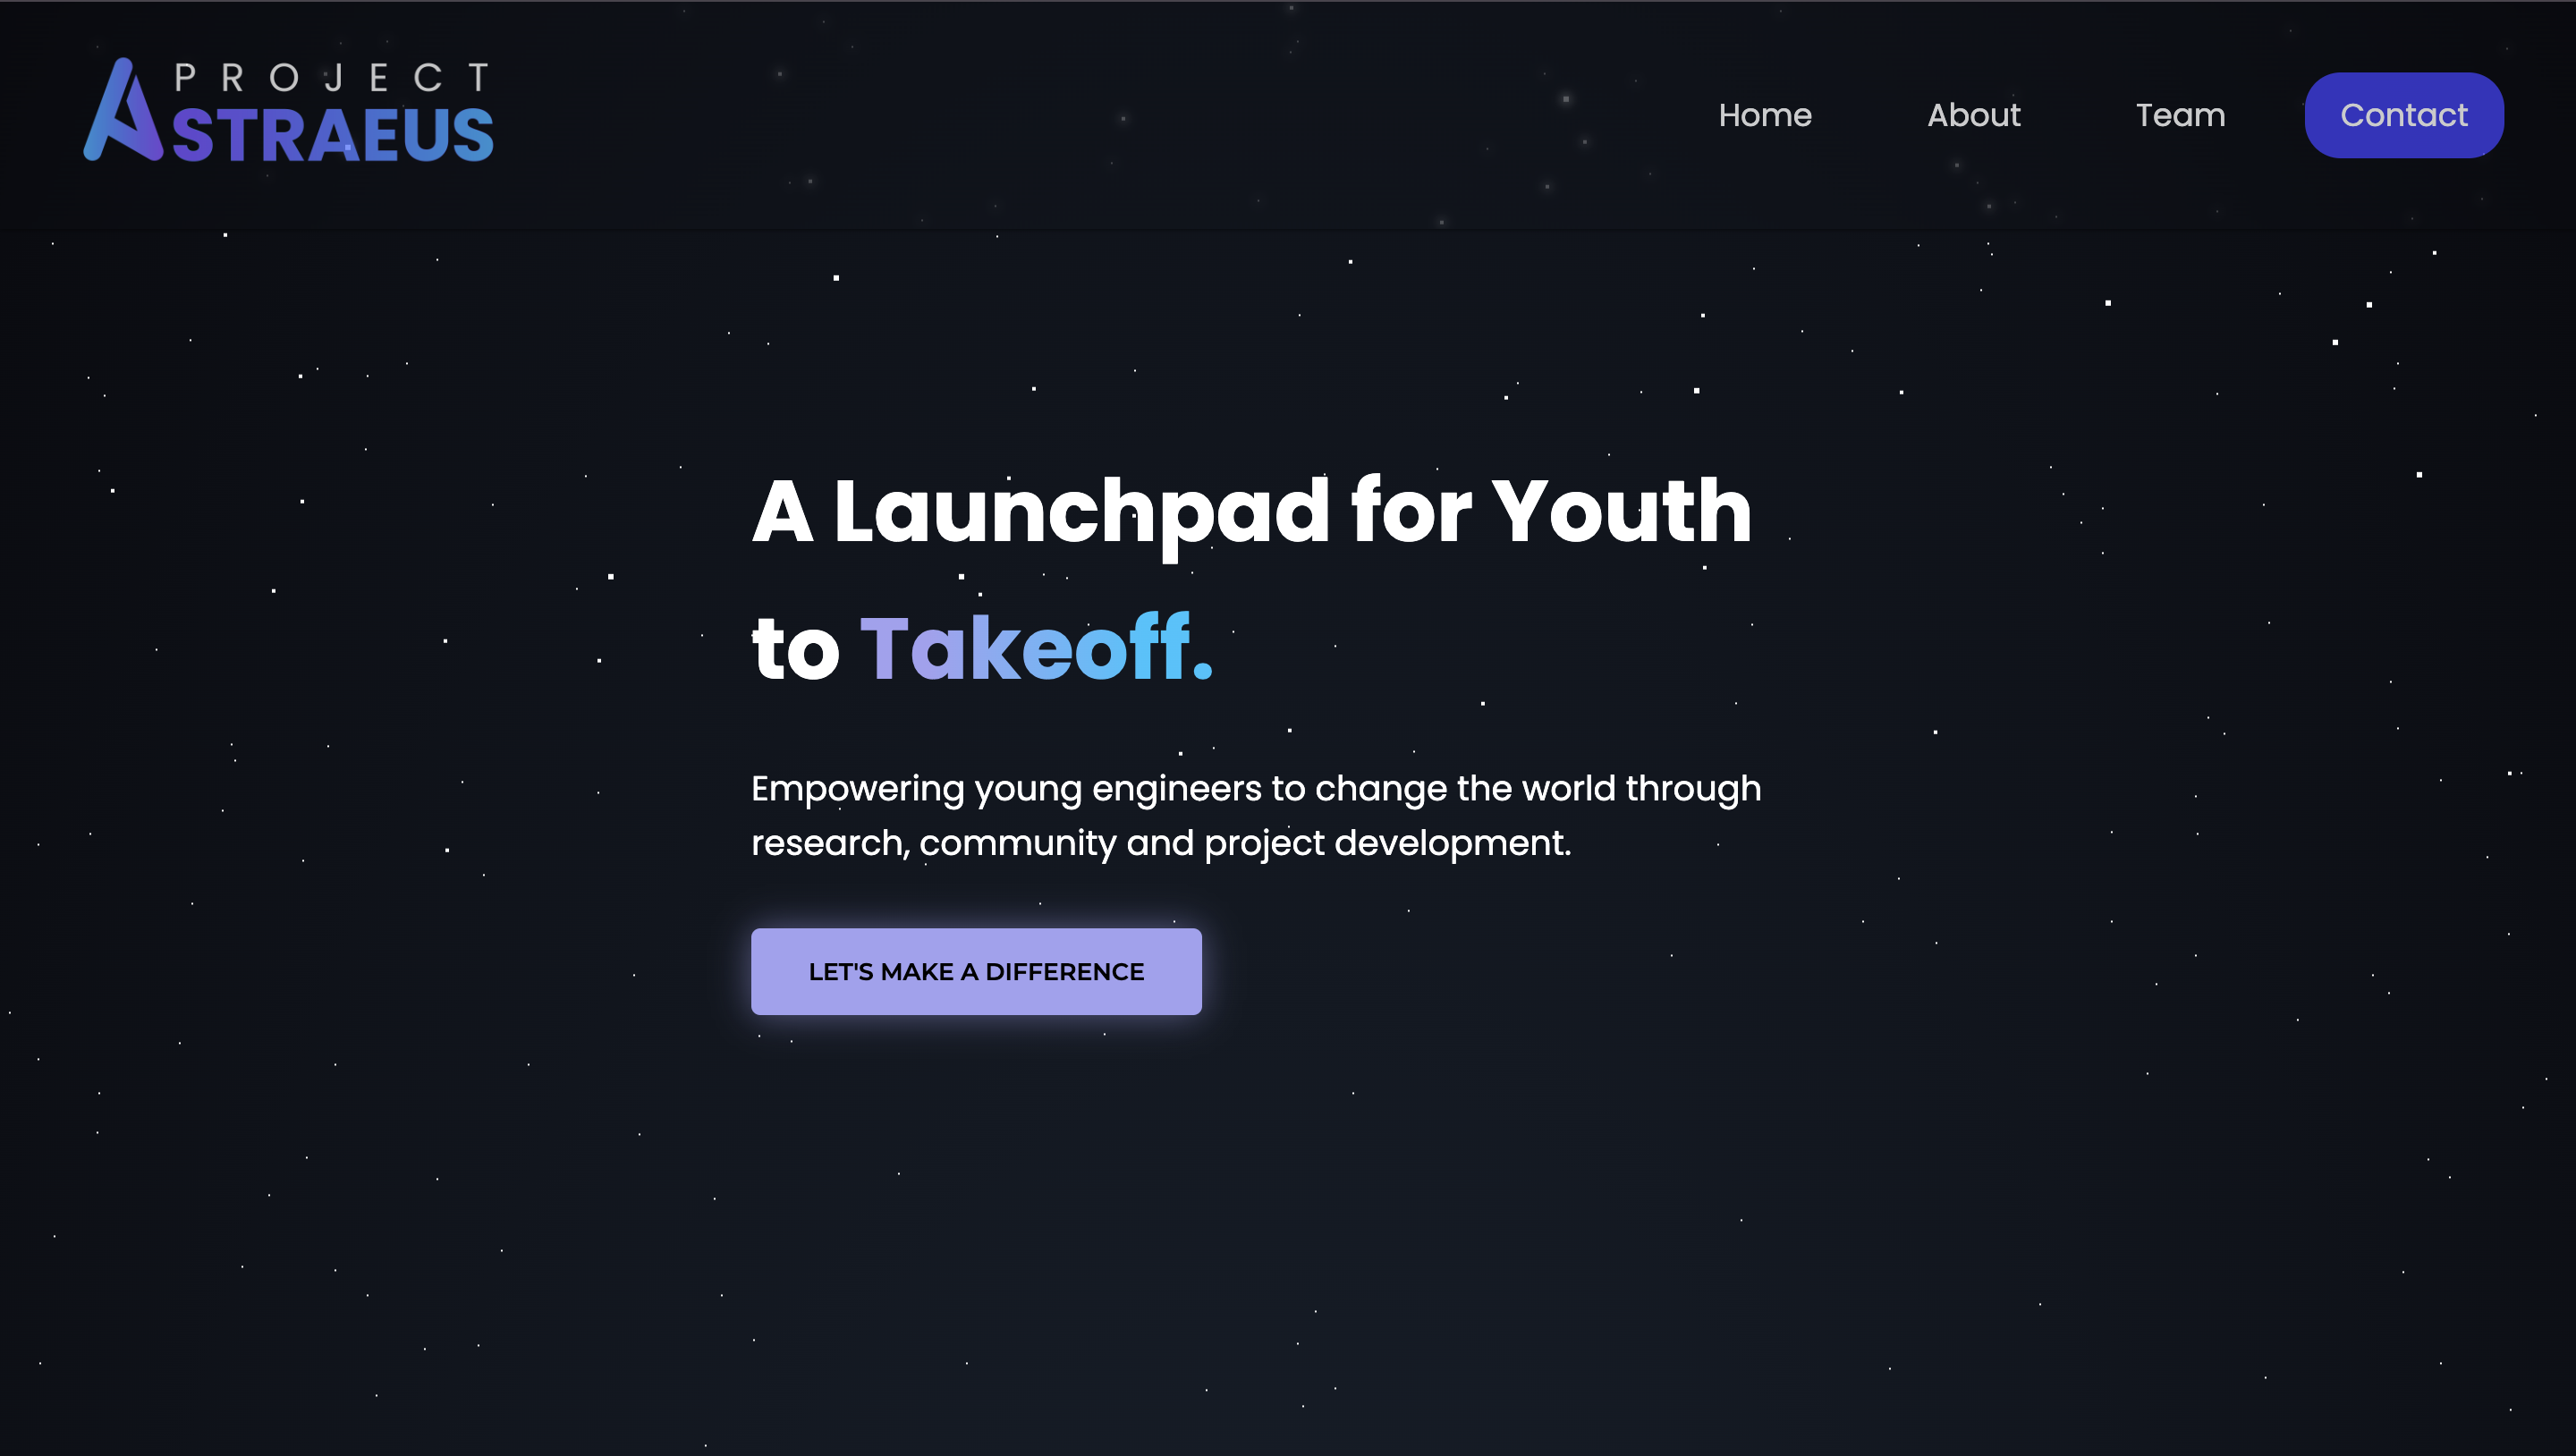 PROJECT
ASTRAEUS
Home About Team Contact
A Launchpad for Youth
to Takeoff.
Empowering young engineers to change the world through
research, community and project development.
LET'S MAKE A DIFFERENCE